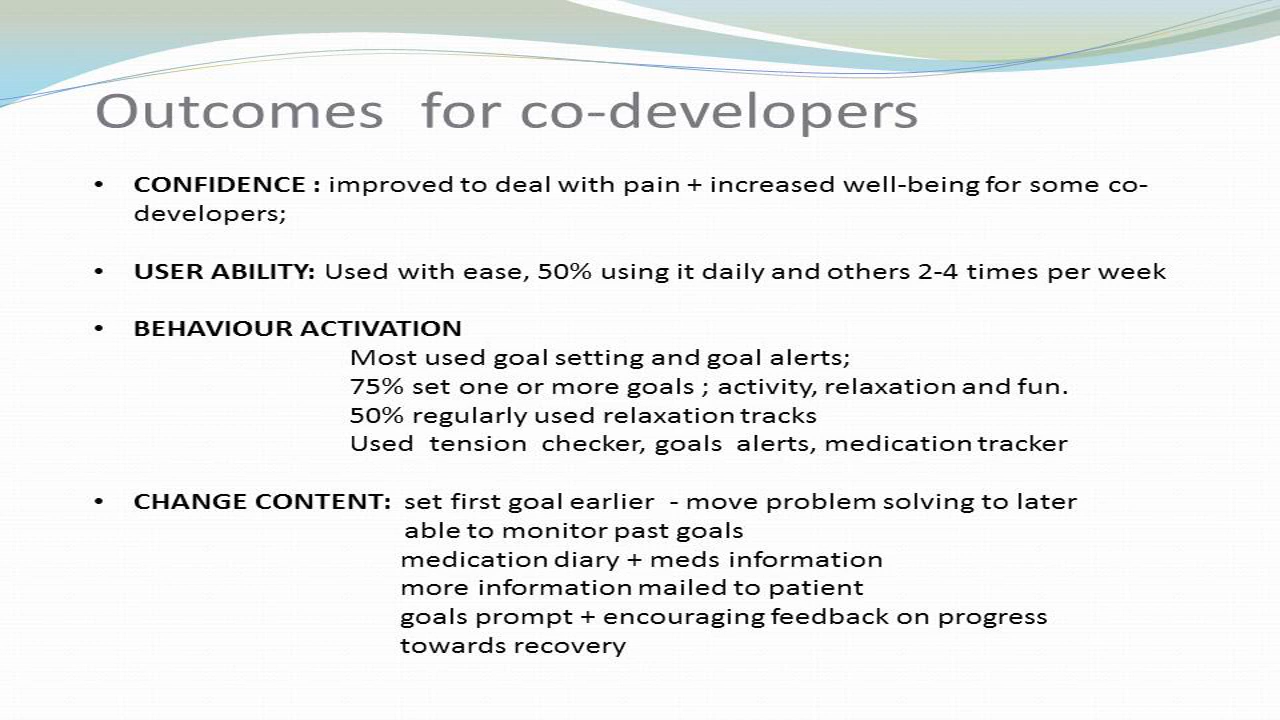 Outcomes for co-developers
• CONFIDENCE : improved to deal with pain + increased well-being for some co-
developers;
• USER ABILITY: Used with ease, 50% using it daily and others 2-4 times per week
• BEHAVIOUR ACTIVATION
Most used goal setting and goal alerts;
75% set one or more goals ; activity, relaxation and fun.
50% regularly used relaxation tracks
Used tension checker, goals alerts, medication tracker
• CHANGE CONTENT: set first goal earlier - move problem solving to later
able to monitor past goals
medication diary + meds information
more information mailed to patient
goals prompt + encouraging feedback on progress
towards recovery